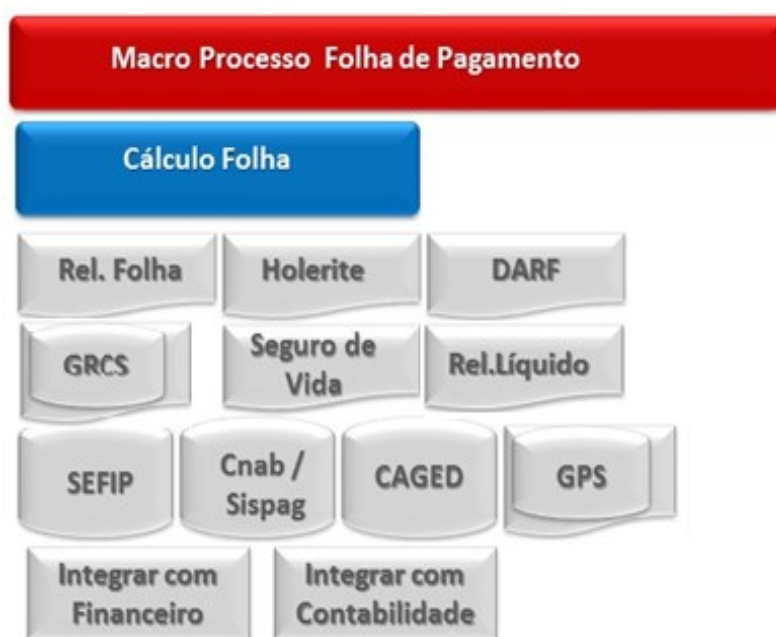 Macro Processo Folha de Pagamento
Cálculo Folha
Rel. Folha
Holerite
DARF
GRCS
Seguro de
Vida
Rel.Líquido
SEFIP
Cnab /
Sispag
CAGED
GPS
Integrar com
Financeiro
Integrar com
Contabilidade